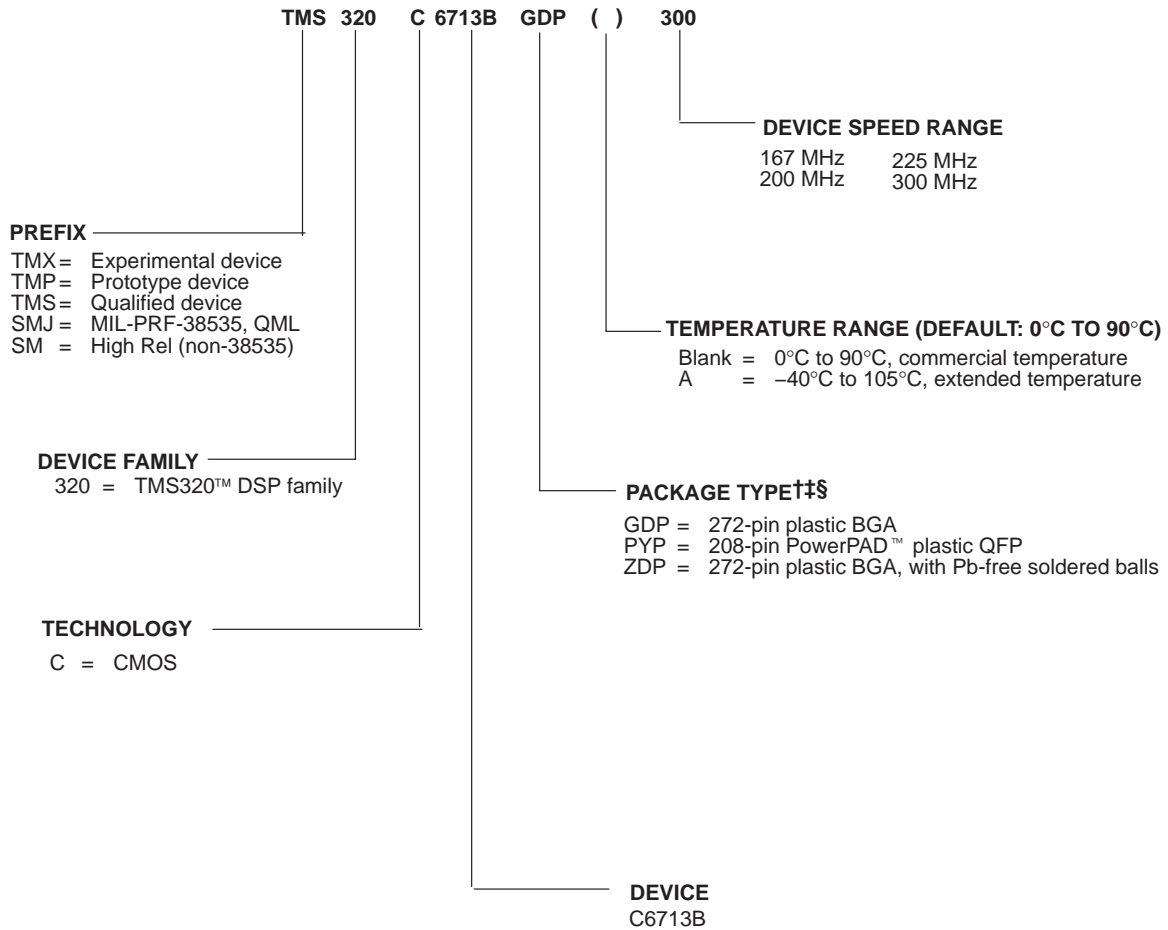 TMS 320 C 6713B GDP ( ) 300
DEVICE SPEED RANGE
167 MHz 225 MHz
200 MHz 300 MHz
PREFIX
TMX = Experimental device
TMP = Prototype device
TMS = Qualified device
SMJ = MIL-PRF-38535, QML
SM = High Rel (non-38535)
TEMPERATURE RANGE (DEFAULT: 0°C TO 90°C)
Blank = 0°C to 90°C, commercial temperature
A = −40°C to 105°C, extended temperature
DEVICE FAMILY
320 = TMS320™ DSP family
PACKAGE TYPE†‡§
GDP = 272-pin plastic BGA
PYP = 208-pin PowerPAD™ plastic QFP
ZDP = 272-pin plastic BGA, with Pb-free soldered balls
TECHNOLOGY
C = CMOS
DEVICE
C6713B